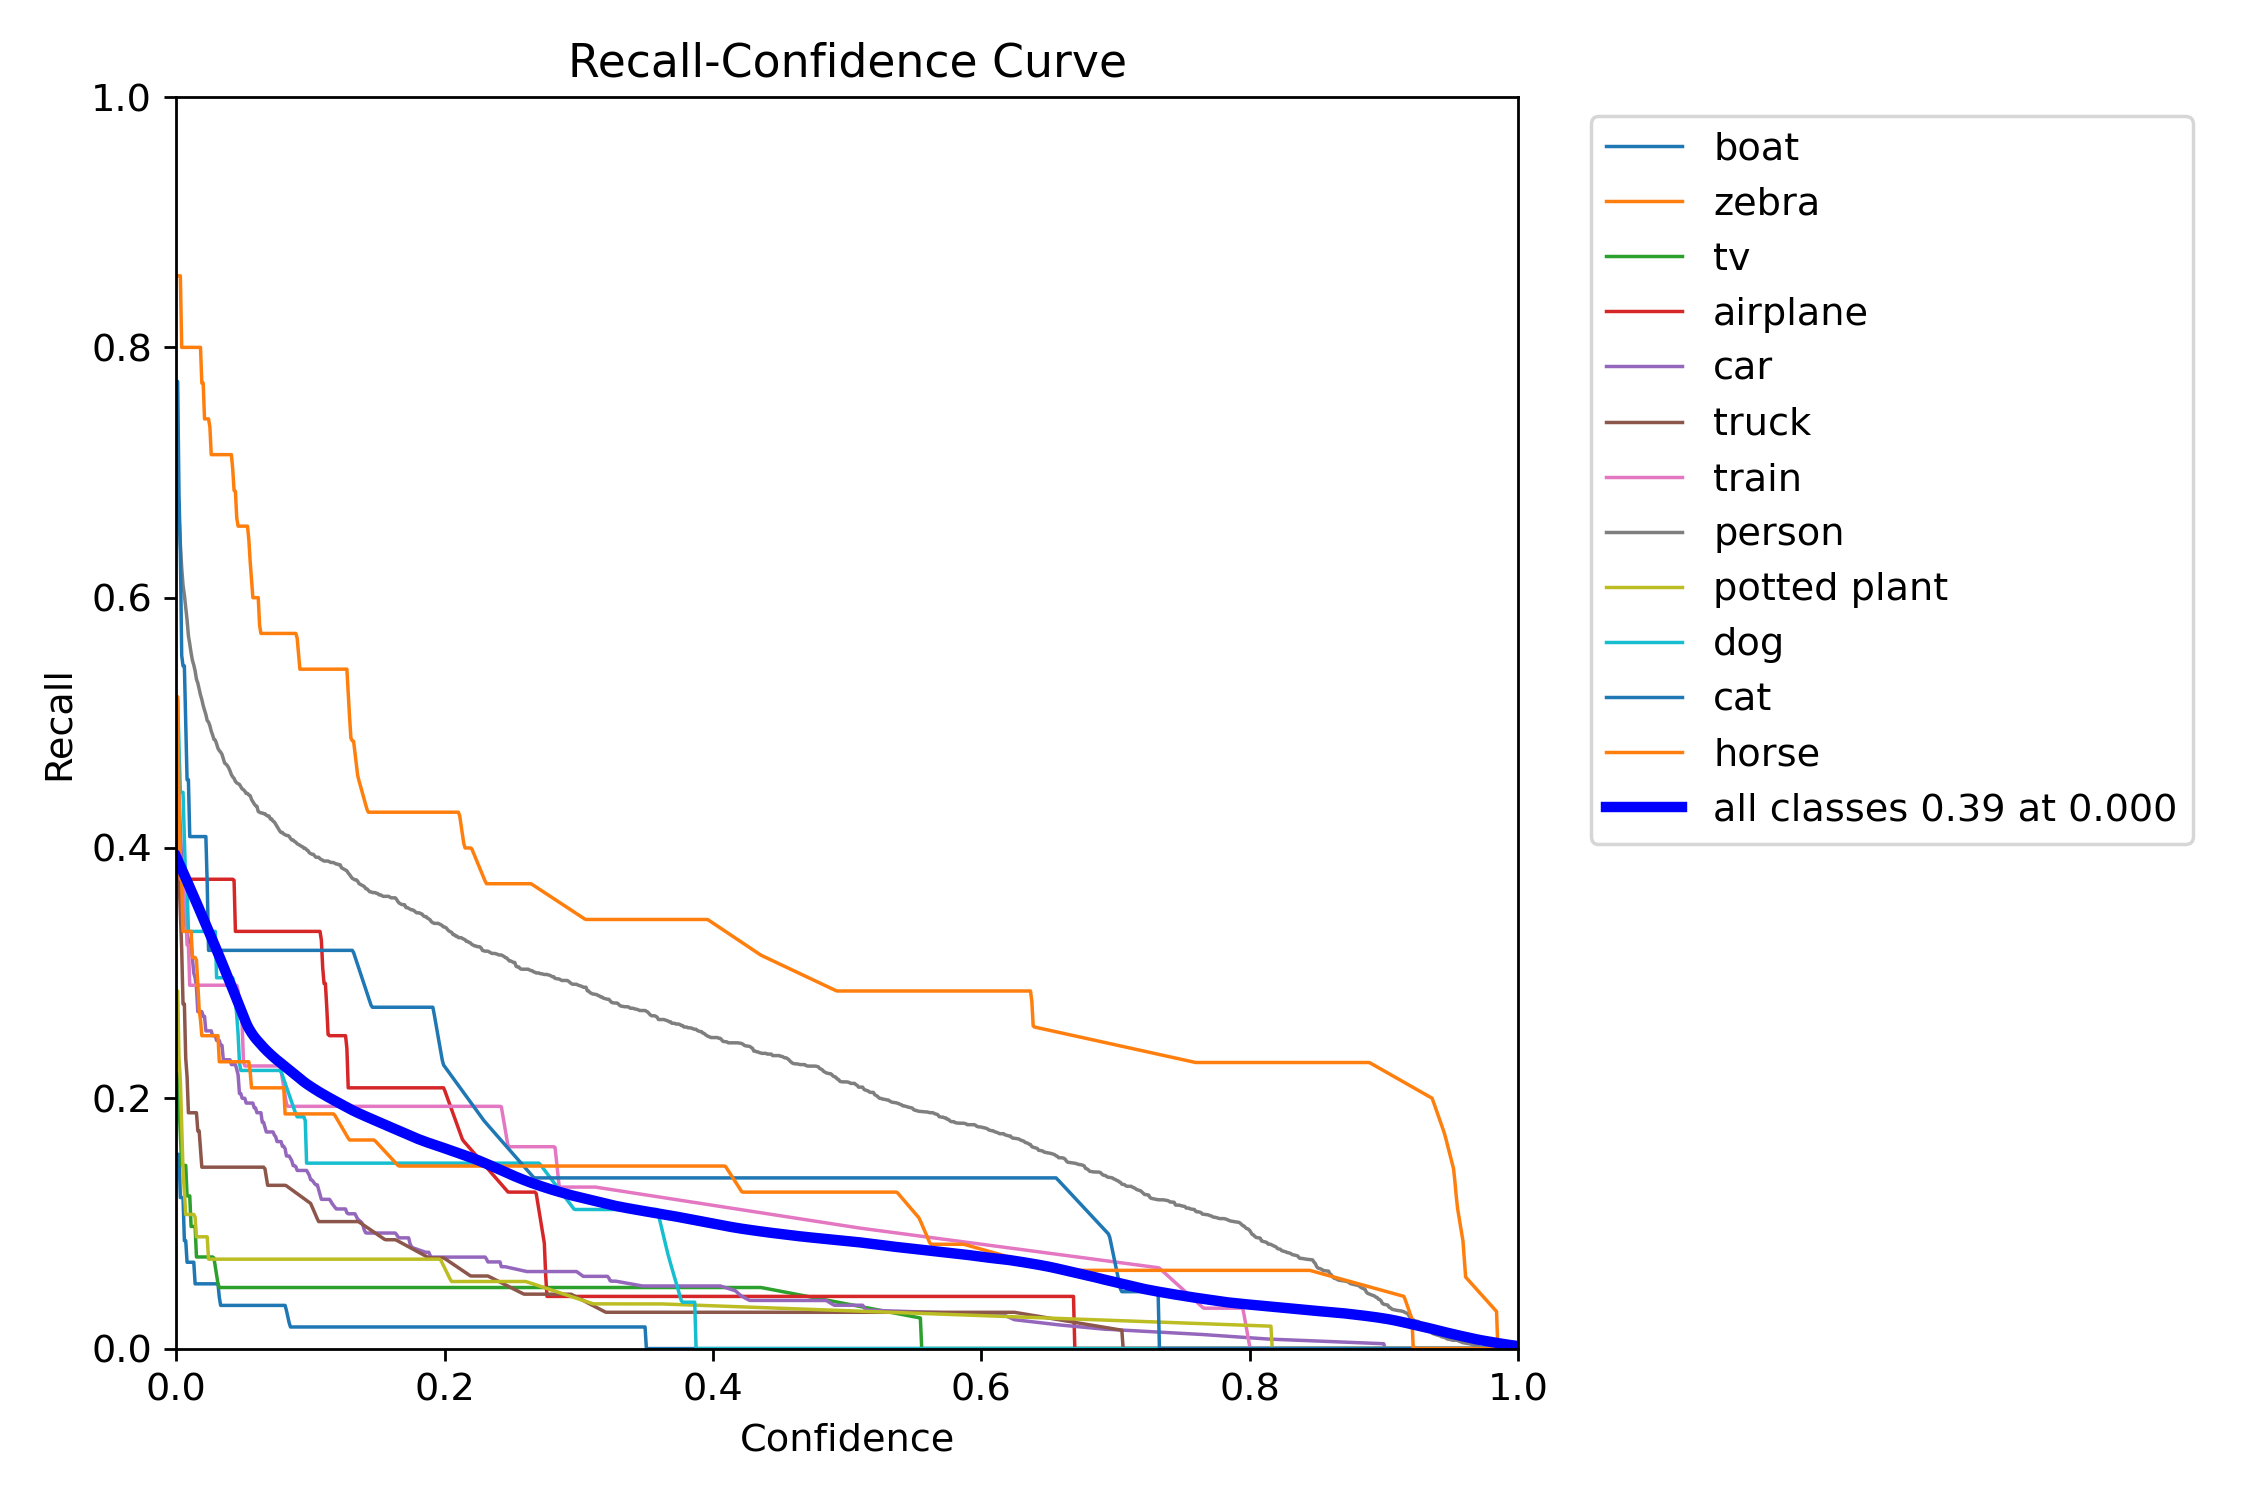 Recall-Confidence Curve
1.0
0.8
0.6
0.4
0.2
0.0
Recall
0.0 0.2 0.4 0.6 0.8 1.0
Confidence
boat
zebra
tv
airplane
car
truck
train
person
potted plant
dog
cat
horse
all classes 0.39 at 0.000